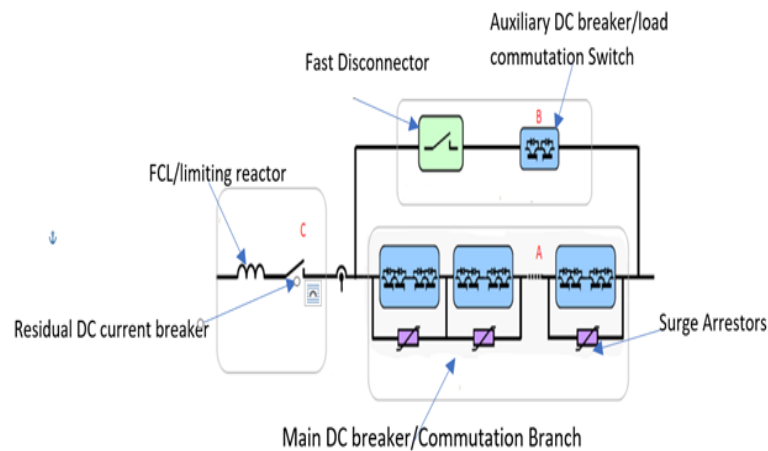 Auxiliary DC breaker/load
commutation Switch
Fast Disconnector
B
FCL/limiting reactor
C
A
Residual DC current breaker
Surge Arrestors
Main DC breaker/Commutation Branch